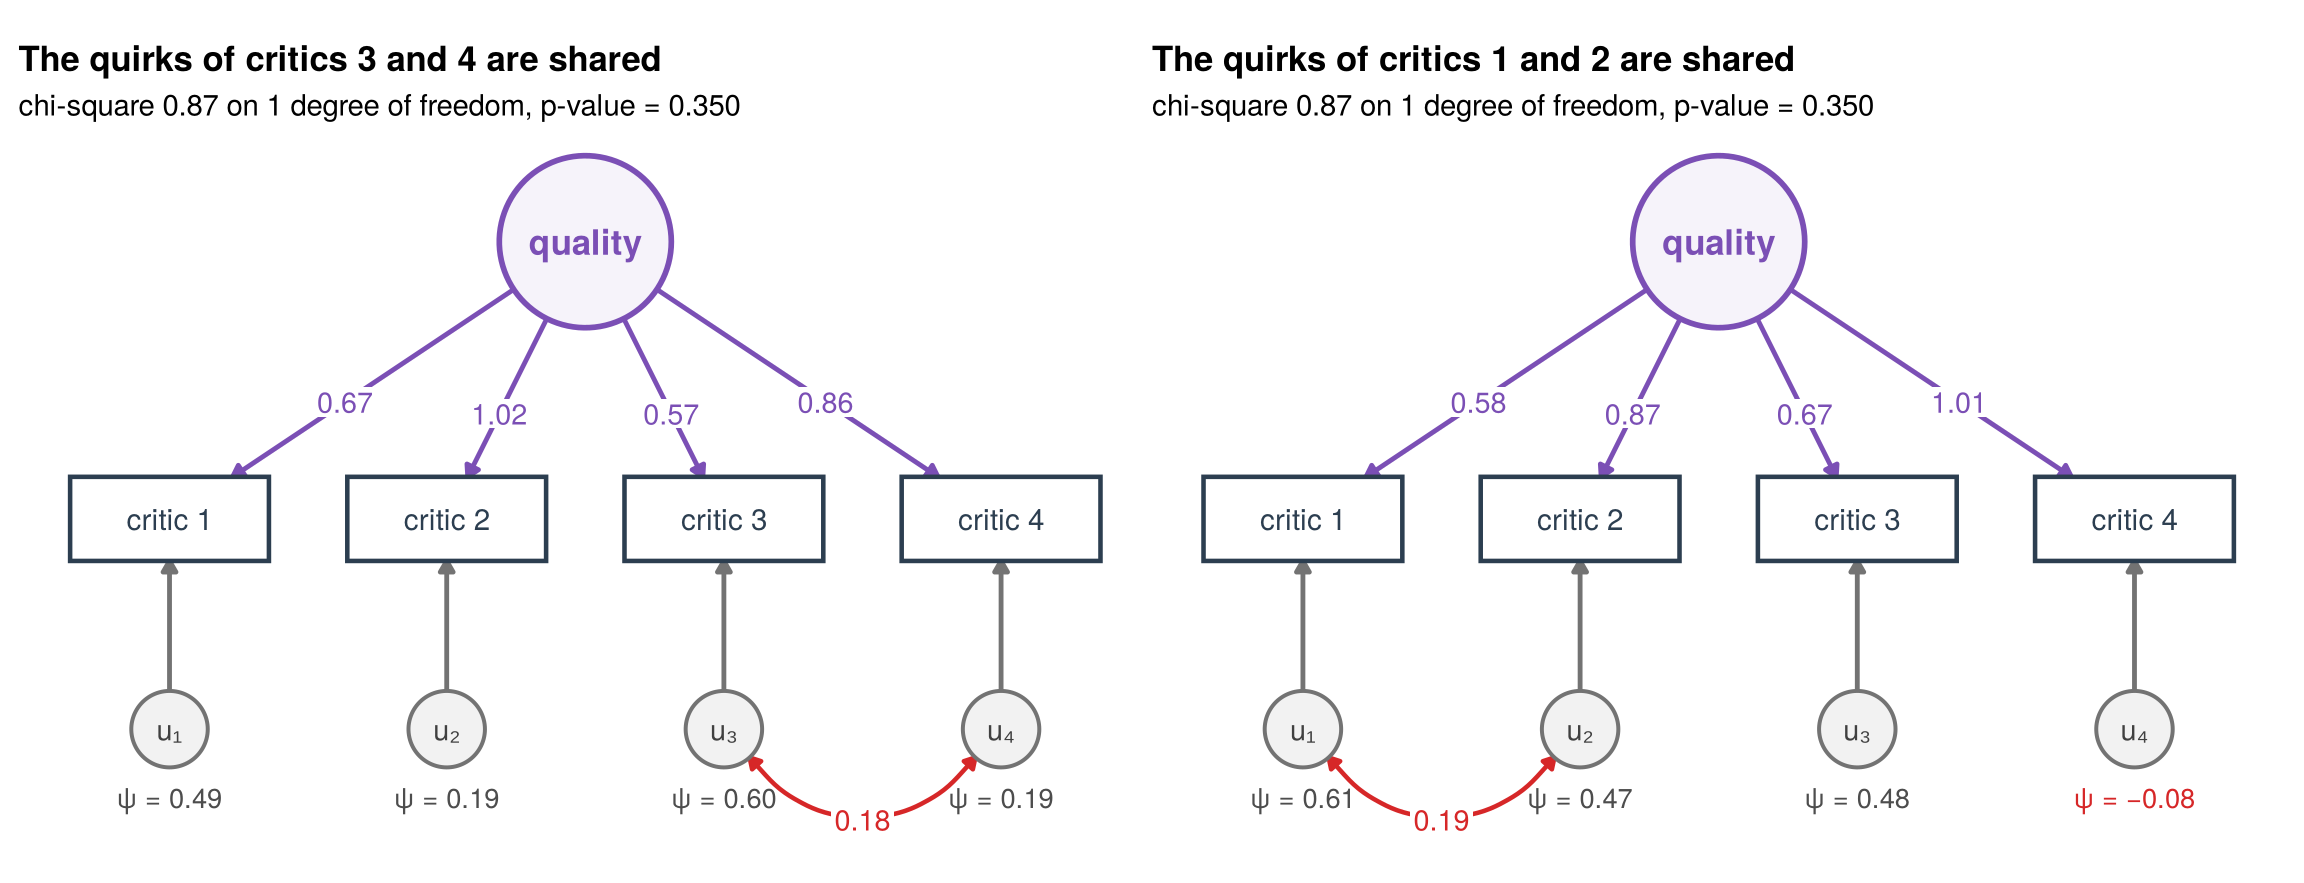 The quirks of critics 3 and 4 are shared
chi-square 0.87 on 1 degree of freedom, p-value = 0.350
quality
0.67
1.02
0.57
0.86
critic 1
critic 2
critic 3
critic 4
u₁
u₂
u₃
u₄
ψ = 0.49
ψ = 0.19
ψ = 0.60
ψ = 0.19
0.18
The quirks of critics 1 and 2 are shared
chi-square 0.87 on 1 degree of freedom, p-value = 0.350
quality
0.58
0.87
0.67
1.01
critic 1
critic 2
critic 3
critic 4
u₁
u₂
u₃
u₄
ψ = 0.61
ψ = 0.47
ψ = 0.48
ψ = −0.08
0.19